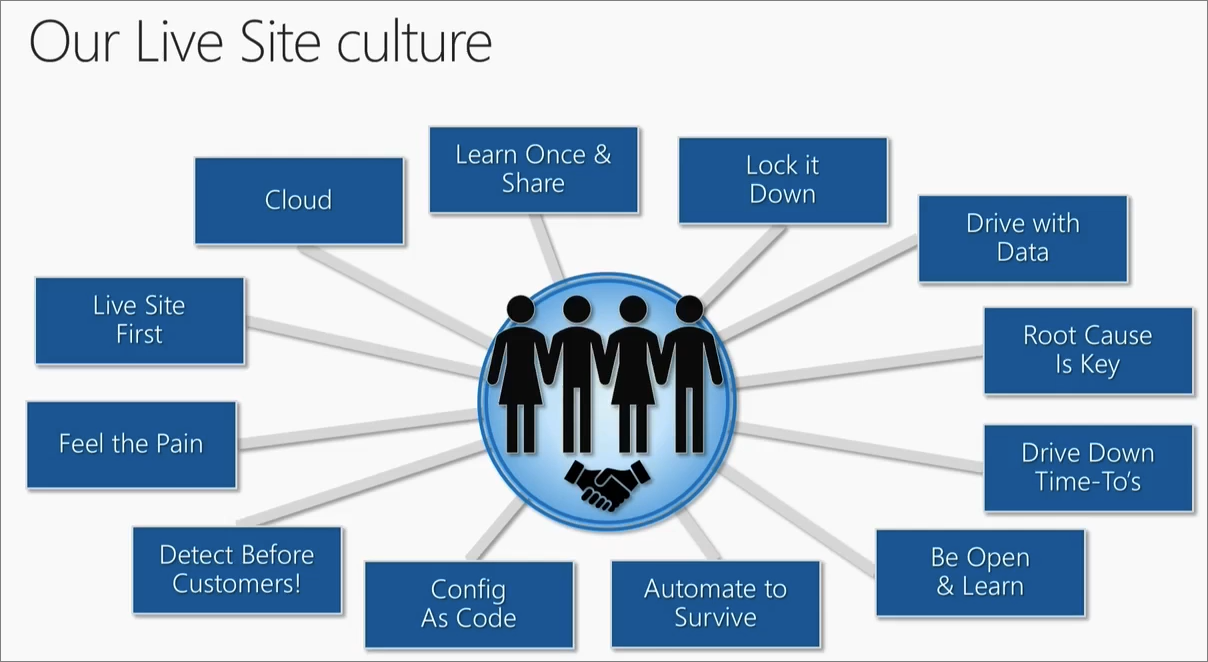 Our Live Site culture
Learn Once &
Share
Lock it
Down
Cloud
Drive with
Data
Live Site
First
Root Cause
Is Key
Feel the Pain
Drive Down
Time-To's
Detect Before
Customers!
Config
As Code
Automate to
Survive
Be Open
& Learn